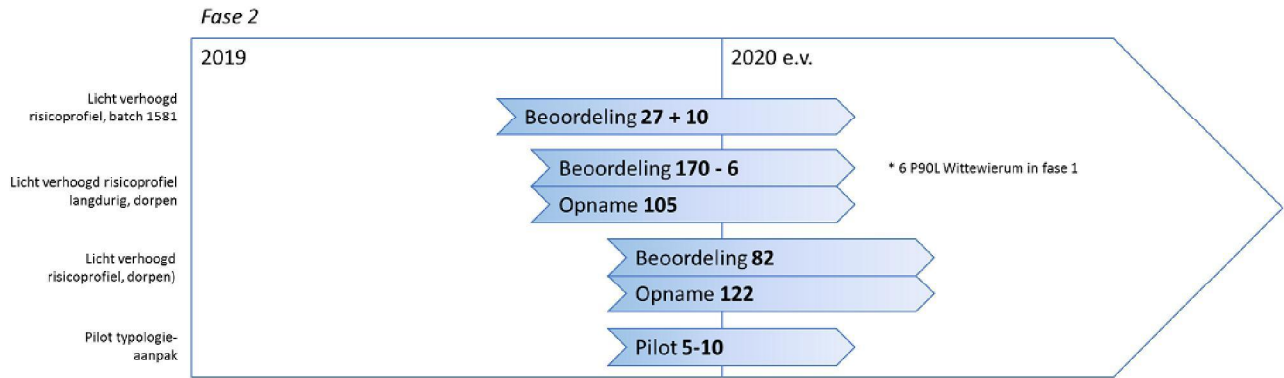 Fase 2
2019
2020 e.v.
Licht verhoogd
risicoprofiel, batch 1581
Beoordeling 27 + 10
Licht verhoogd risicoprofiel
langdurig, dorpen
Beoordeling 170 - 6
* 6 P90L Wittewierum in fase 1
Opname 105
Licht verhoogd
risicoprofiel, dorpen)
Beoordeling 82
Opname 122
Pilot typologie-
aanpak
Pilot 5-10